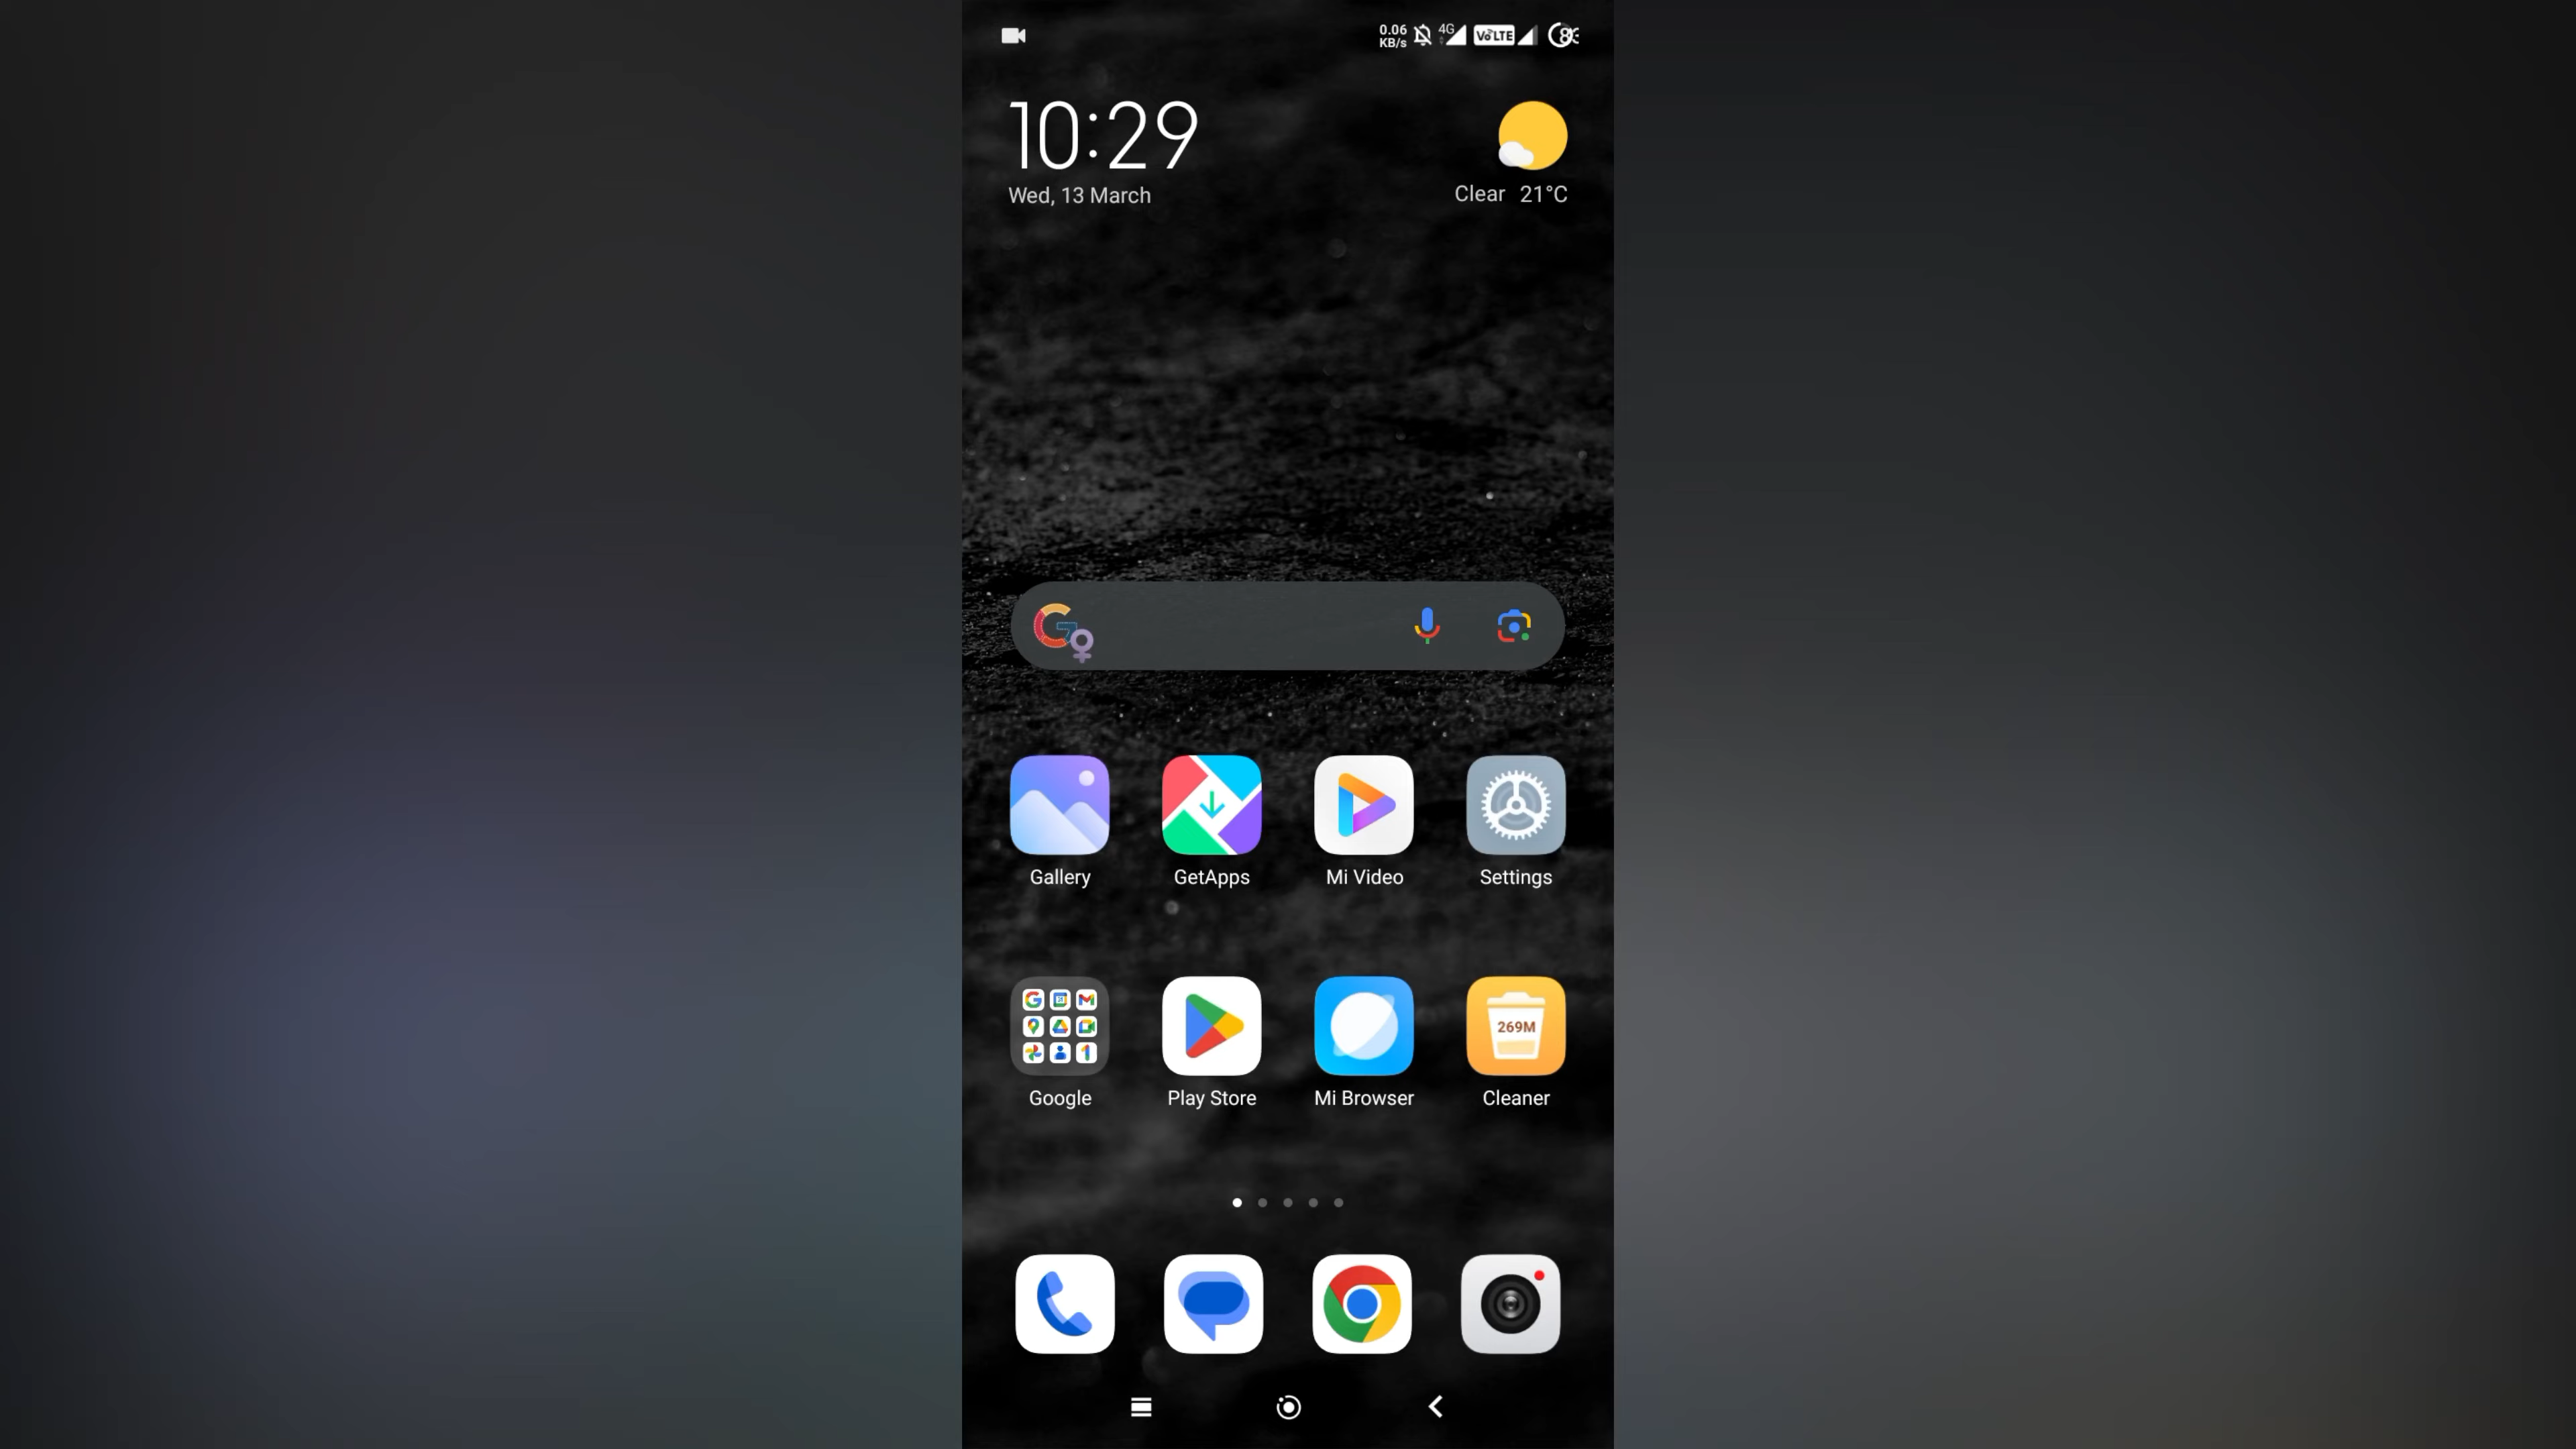 0.06
KB/s
4G
VoLTE
10:29
Wed, 13 March
Clear 21°C
Gallery
GetApps
Mi Video
Settings
269M
Google
Play Store
Mi Browser
Cleaner